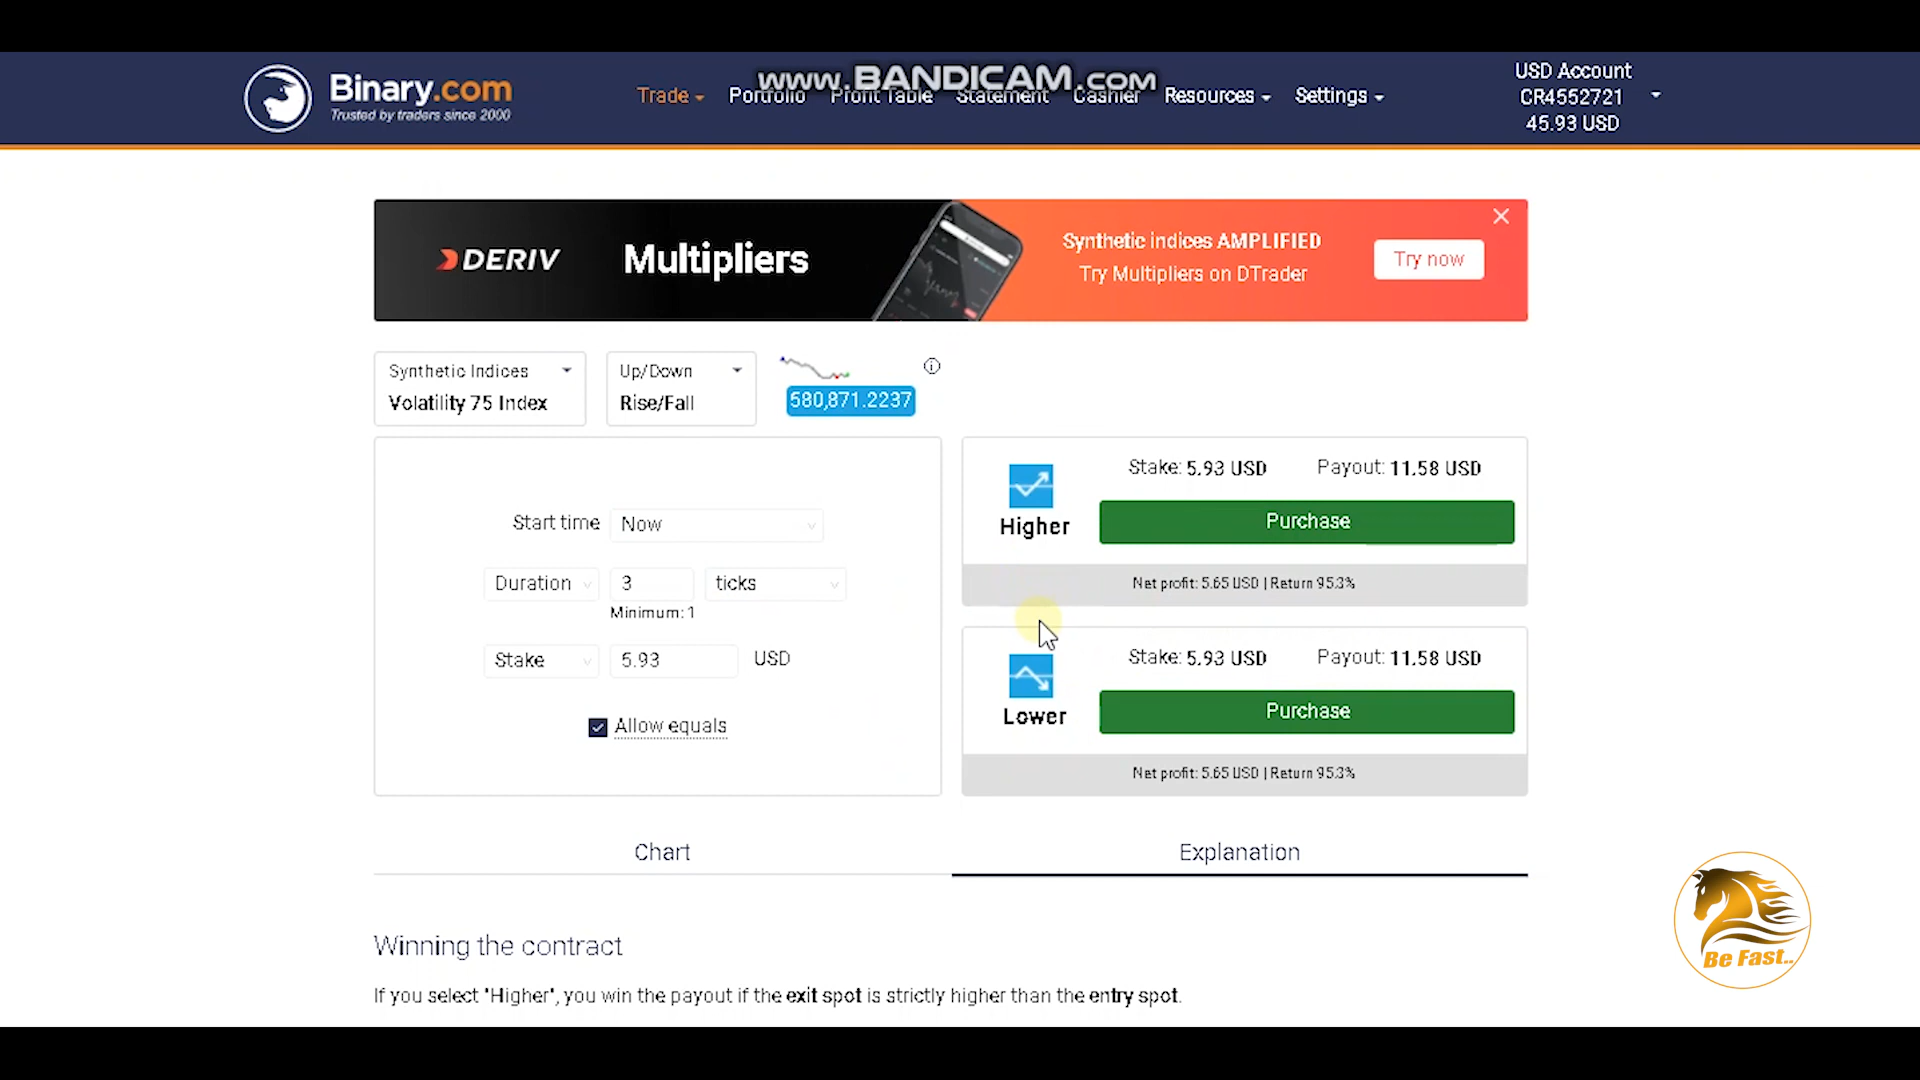 www.BANDICAM.com
Binary.com
Trusted by traders since 2000
Trade Portfolio Profit Table Statement Cashier Resources Settings
USD Account
CR4552721
45.93 USD
DERIV Multipliers
Synthetic indices AMPLIFIED
Try Multipliers on DTrader
Try now
Synthetic Indices
Volatility 75 Index
Up/Down
Rise/Fall
580,871.2237
Start time Now
Duration 3 ticks
Minimum: 1
Stake 5.93 USD
Allow equals
Higher
Stake: 5.93 USD Payout: 11.58 USD
Purchase
Net profit: 5.65 USD | Return 95.3%
Lower
Stake: 5.93 USD Payout: 11.58 USD
Purchase
Net profit: 5.65 USD | Return 95.3%
Chart
Explanation
Winning the contract
If you select "Higher", you win the payout if the exit spot is strictly higher than the entry spot.
Be Fast..